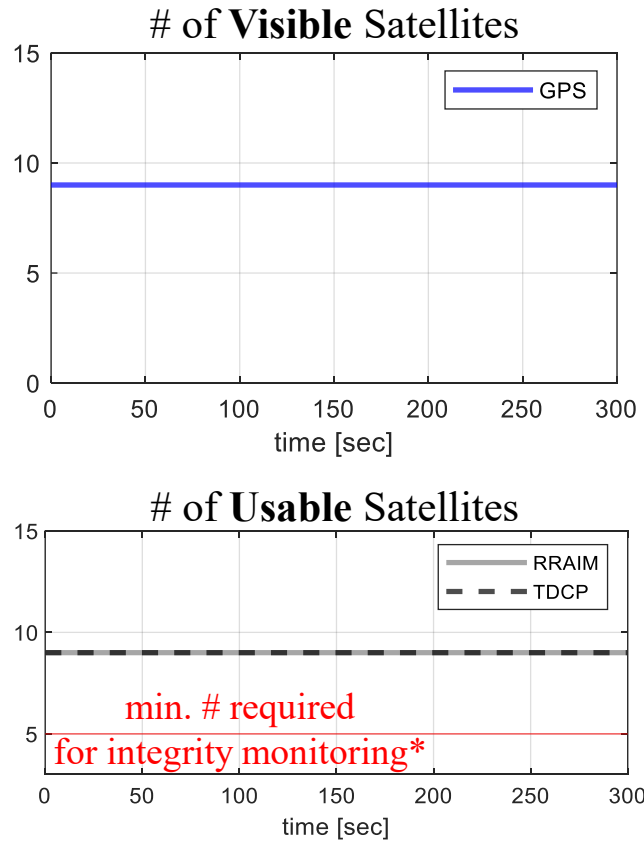 # of Visible Satellites
15
GPS
10
5
0
0 50 100 150 200 250 300
time [sec]
# of Usable Satellites
15
RRAIM
TDCP
10
min. # required
5
for integrity monitoring*
0 50 100 150 200 250 300
time [sec]